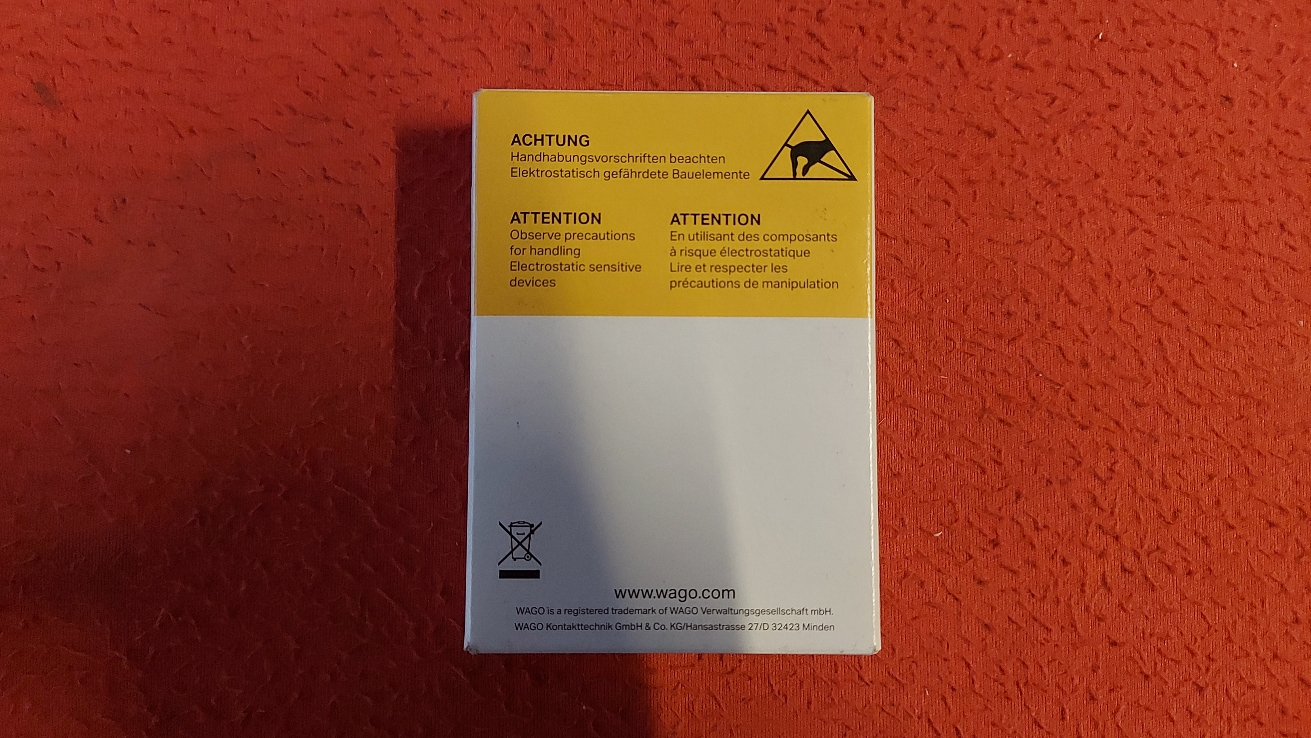 ACHTUNG
Handhabungsvorschriften beachten
Elektrostatisch gefährdete Bauelemente
ATTENTION
Observe precautions
for handling
Electrostatic sensitive
devices
ATTENTION
En utilisant des composants
à risque électrostatique
Lire et respecter les
précautions de manipulation
www.wago.com
WAGO is a registered trademark of WAGO Verwaltungsgesellschaft mbH.
WAGO Kontakttechnik GmbH & Co. KG/Hansastrasse 27/D 32423 Minden